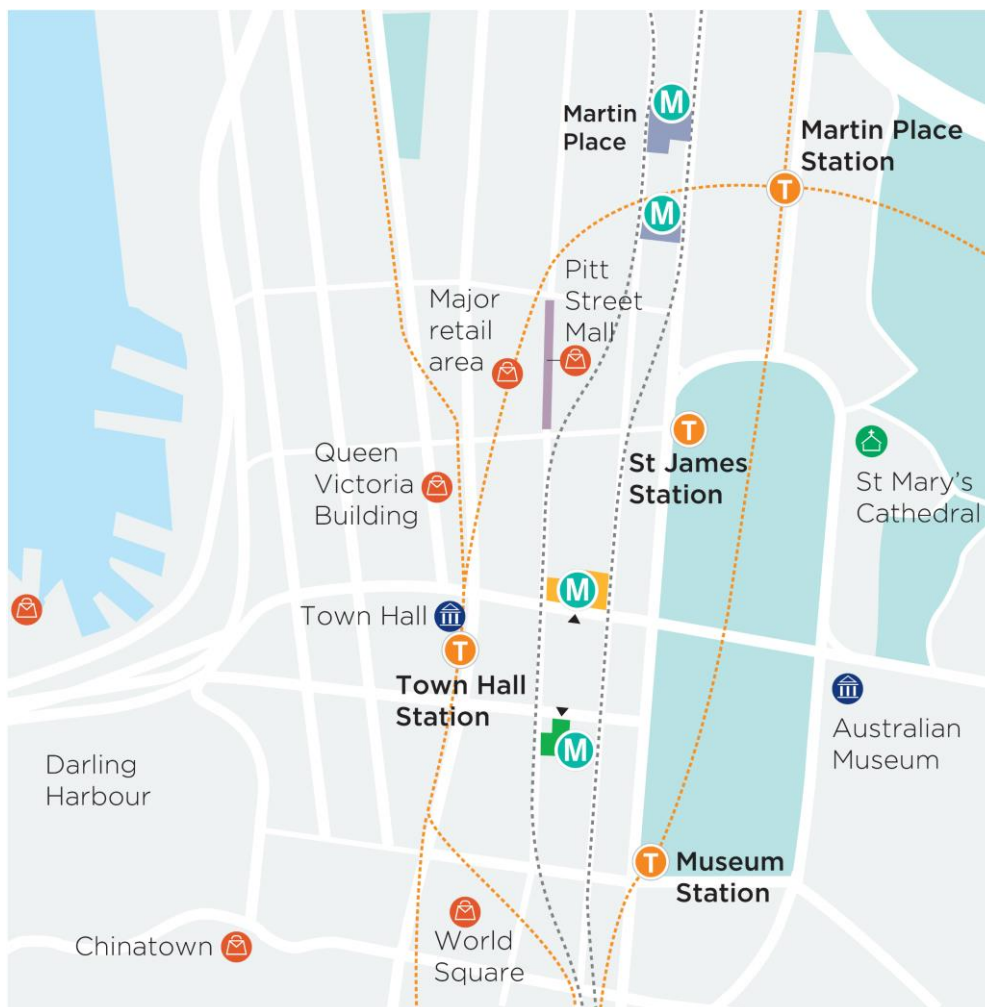 M
Martin
Place
Martin Place
Station
T
M
Pitt
Street
Mall
Major
retail
area
T
St James
Station
Queen
Victoria
Building
St Mary's
Cathedral
M
Town Hall
T
Town Hall
Station
M
Australian
Museum
Darling
Harbour
T
Museum
Station
World
Square
Chinatown